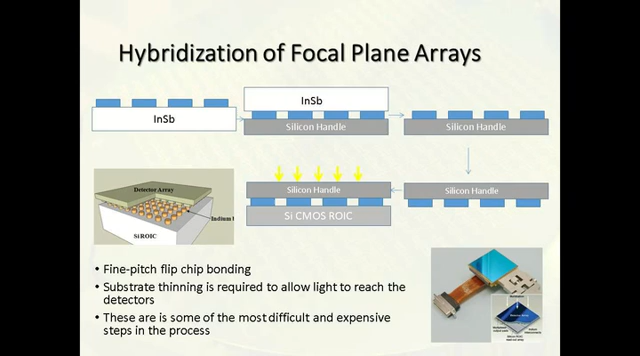 Hybridization of Focal Plane Arrays
InSb
InSb
Silicon Handle
Silicon Handle
Silicon Handle
Silicon Handle
Si CMOS ROIC
Detector Array
Indium
Si ROIC
• Fine-pitch flip chip bonding
• Substrate thinning is required to allow light to reach the
detectors
• These are is some of the most difficult and expensive
steps in the process